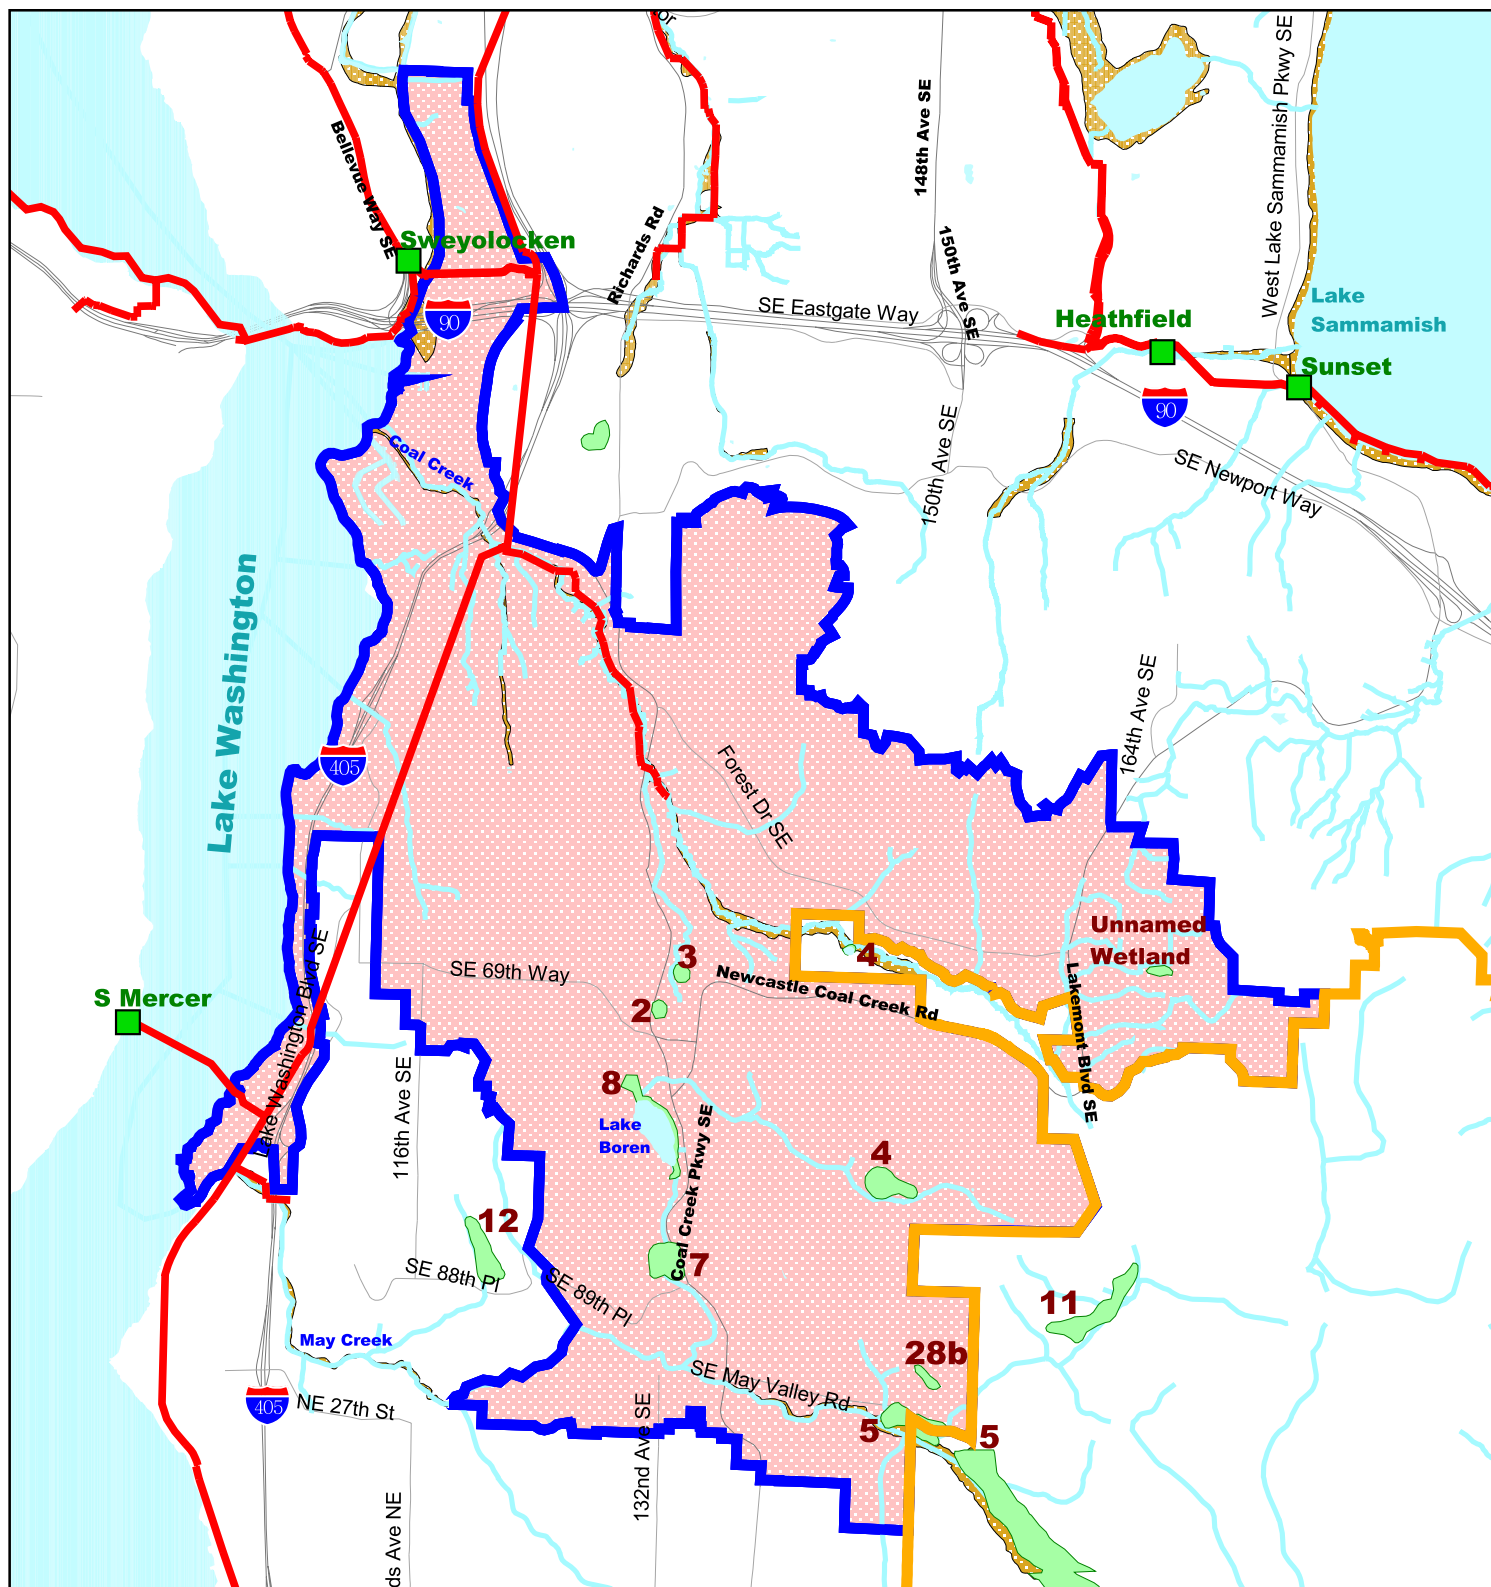 or
Bellevue Way SE
Sweyolocken
Richards Rd
148th Ave SE
150th Ave SE
West Lake Sammamish Pkwy SE
90
SE Eastgate Way
Heathfield
Lake
Sammamish
Sunset
90
Coal Creek
150th Ave SE
SE Newport Way
Lake Washington
164th Ave SE
405
Forest Dr SE
Unnamed
Wetland
3
4
SE 69th Way
Newcastle Coal Creek Rd
Lakemont Blvd SE
S Mercer
2
Lake Washington Blvd SE
116th Ave SE
8
Lake
Boren
Coal Creek Pkwy SE
4
12
7
SE 88th Pl
SE 89th Pl
11
May Creek
28b
SE May Valley Rd
405
NE 27th St
132nd Ave SE
5
5
ds Ave NE